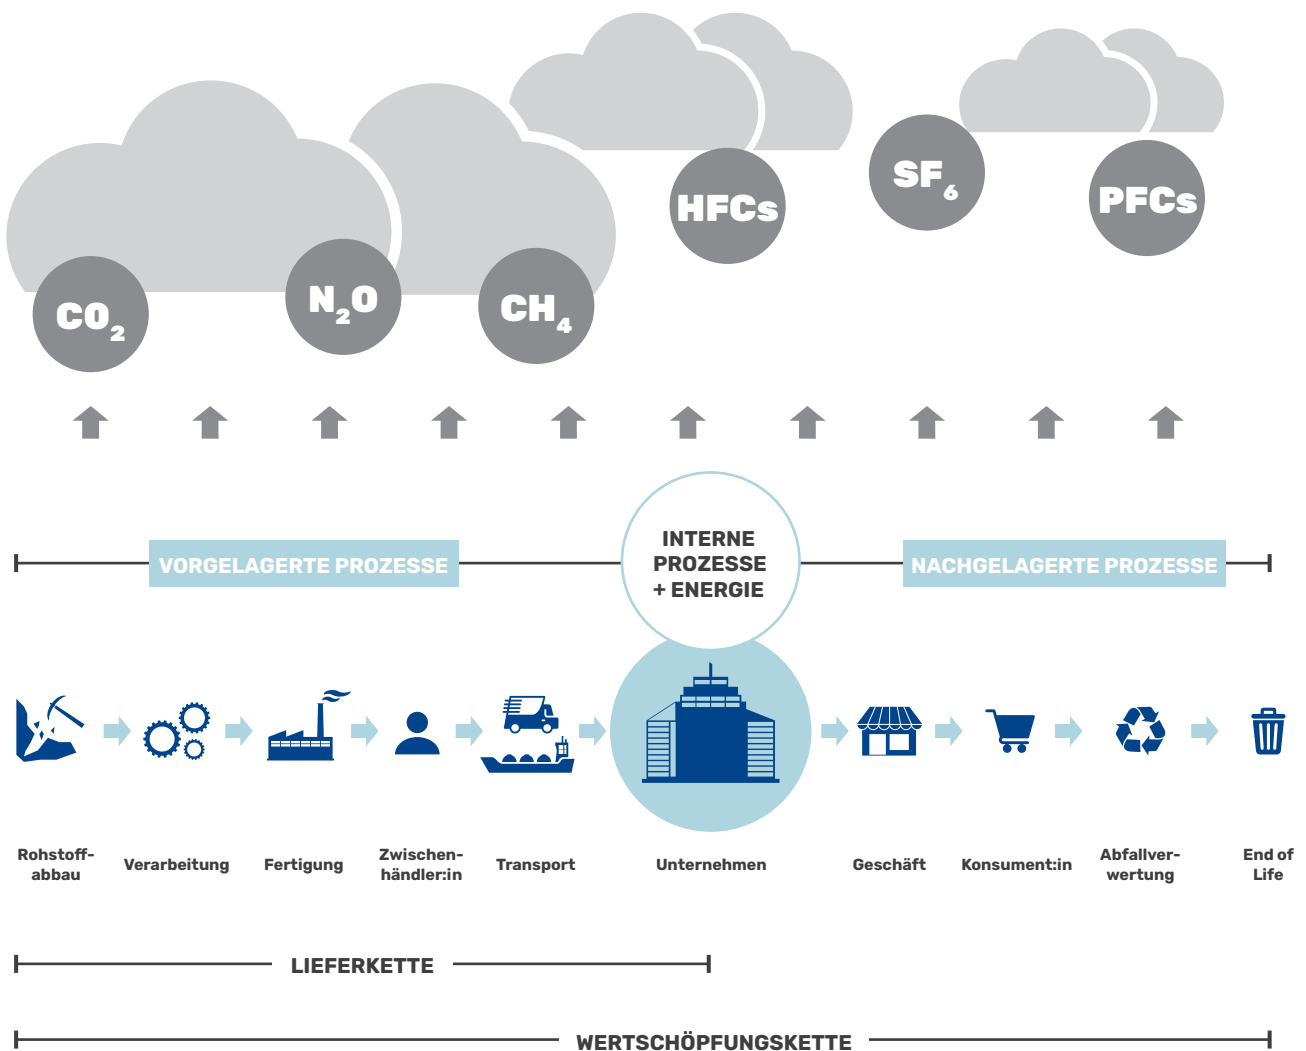 HFCs
SF₆
PFCs
CO₂
N₂O
CH₄
INTERNE
PROZESSE
+ ENERGIE
VORGELAGERTE PROZESSE
NACHGELAGERTE PROZESSE
Rohstoff-
abbau
Verarbeitung
Fertigung
Zwischen-
händler:in
Transport
Unternehmen
Geschäft
Konsument:in
Abfallver-
wertung
End of
Life
LIEFERKETTE
WERTSCHÖPFUNGSKETTE